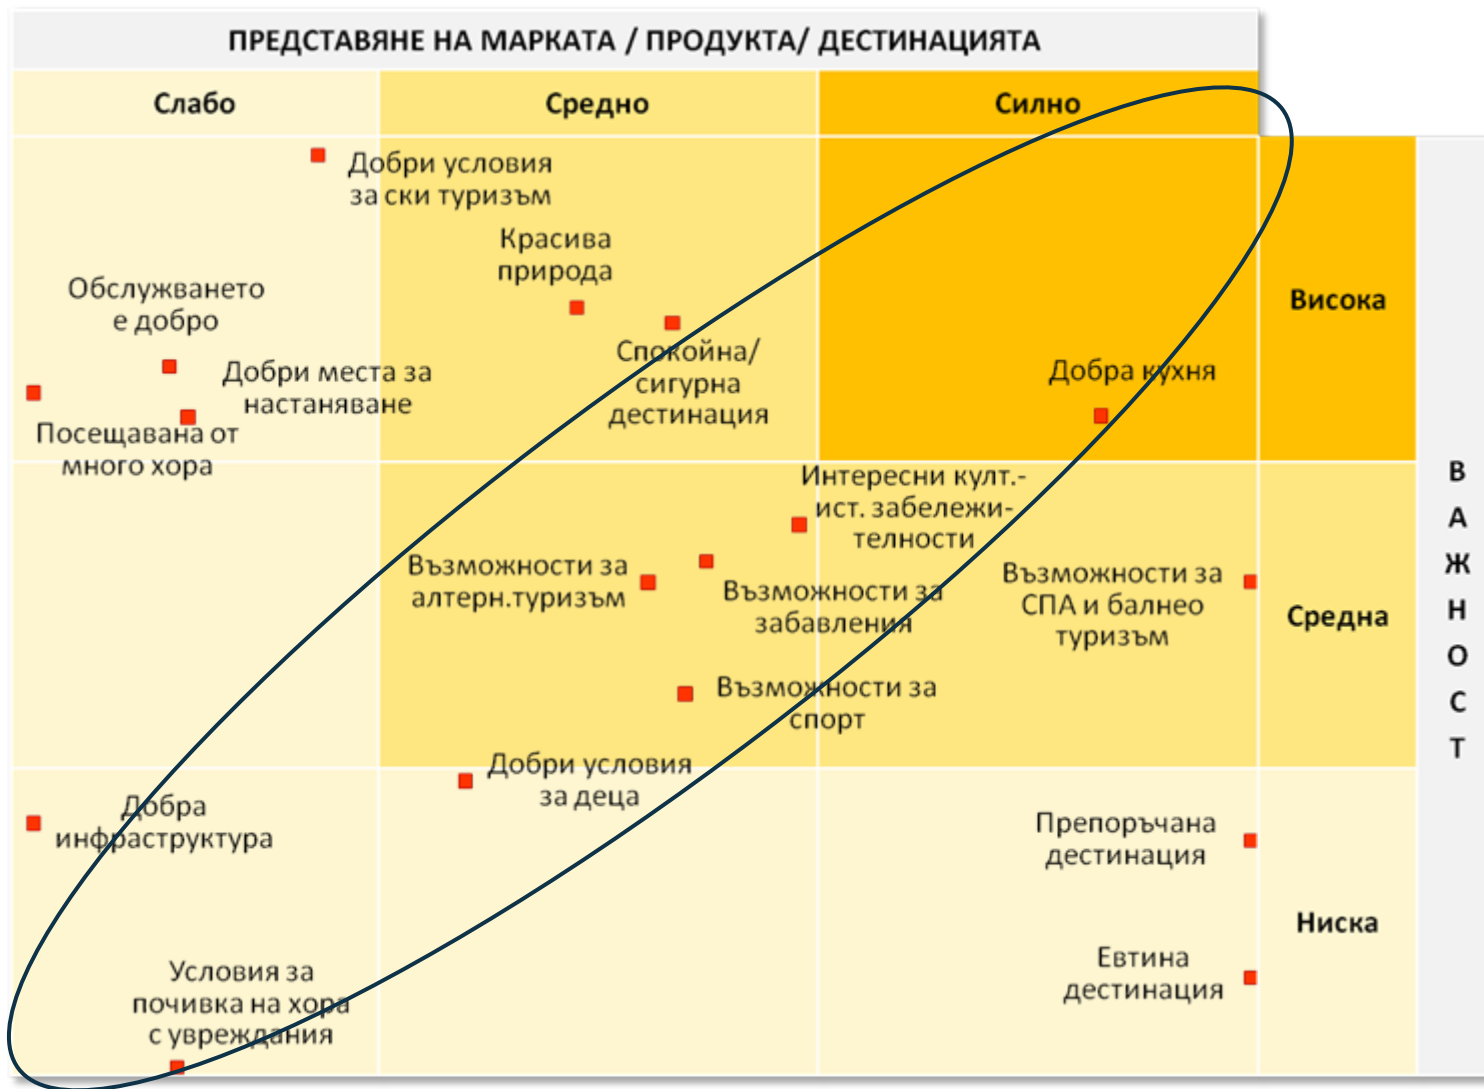 ПРЕДСТАВЯНЕ НА МАРКАТА / ПРОДУКТА/ ДЕСТИНАЦИЯТА
Слабо
Средно
Силно
Добри условия
за ски туризъм
Красива
природа
Обслужването
е добро
Висока
Спокойна/
сигурна
дестинация
Добри места за
настаняване
Добра кухня
Посещавана от
много хора
Интересни култ.-
ист. забележи-
телности
Възможности за
алтерн.туризъм
Възможности за
забавления
Възможности за
СПА и балнео
туризъм
Средна
Възможности за
спорт
Добри условия
за деца
Добра
инфраструктура
Препоръчана
дестинация
Ниска
Евтина
дестинация
Условия за
почивка на хора
с увреждания
В
А
Ж
Н
О
С
Т